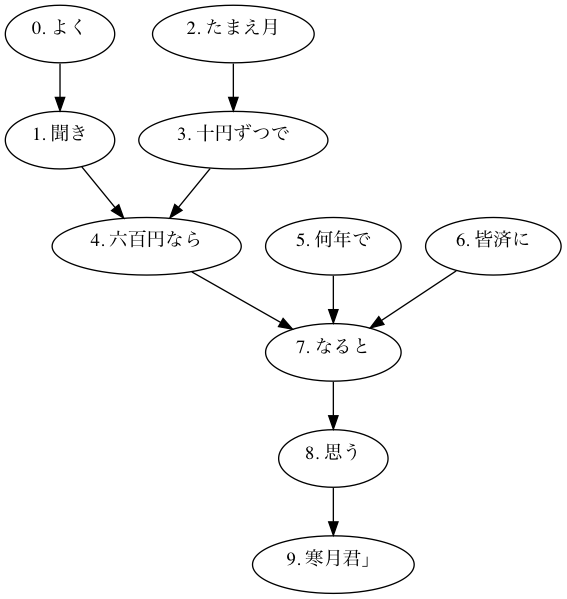 0. よく
2. たまえ月
1. 聞き
3. 十円ずつで
4. 六百円なら
5. 何年で
6. 皆済に
7. なると
8. 思う
9. 寒月君」